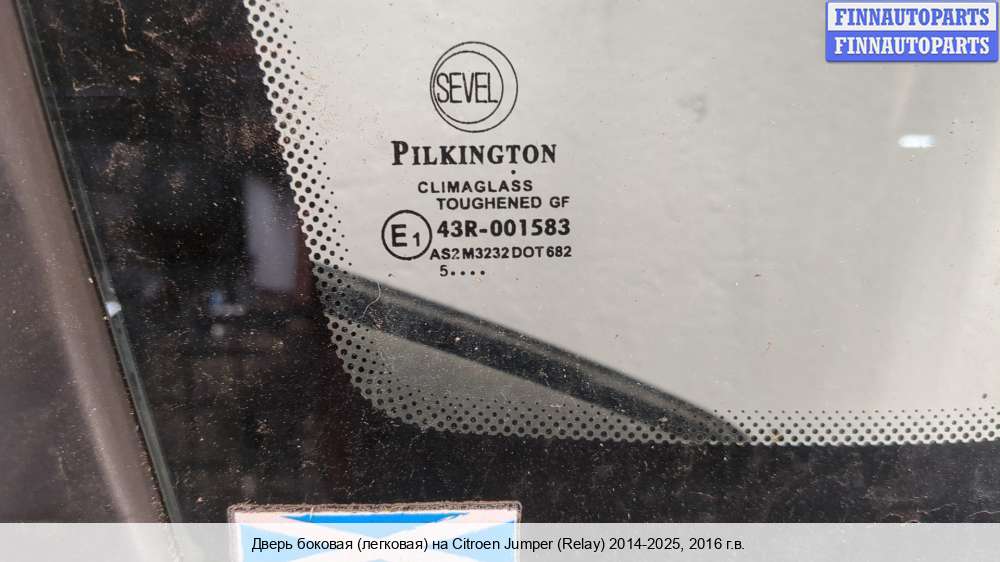 FINNAUTOPARTS
FINNAUTOPARTS
SEVEL
PILKINGTON
CLIMAGLASS
TOUGHENED GF
E1 43R-001583
AS2 M3232 DOT 682
5....
Дверь боковая (легковая) на Citroen Jumper (Relay) 2014-2025, 2016 г.в.